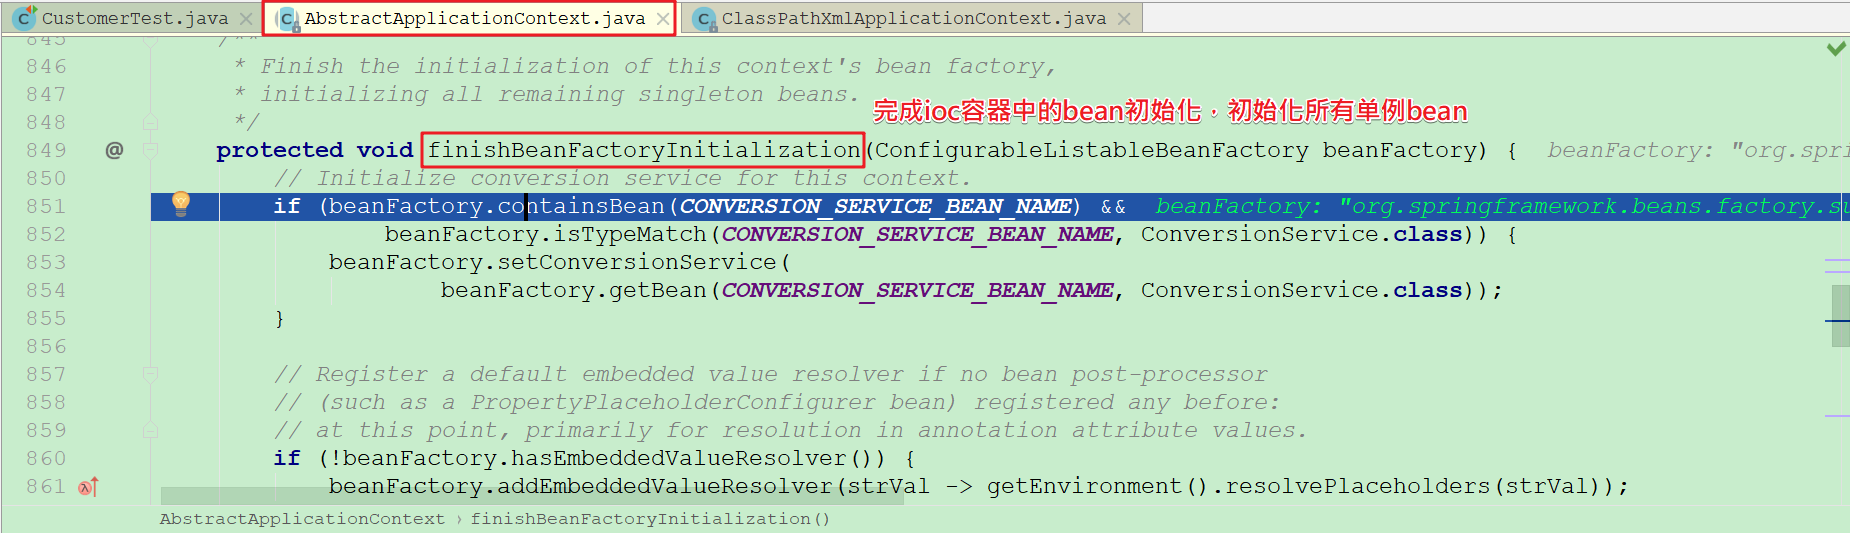 CustomerTest.java AbstractApplicationContext.java ClassPathXmlApplicationContext.java
845 /**
846 * Finish the initialization of this context's bean factory,
847 * initializing all remaining singleton beans.
完成ioc容器中的bean初始化，初始化所有单例bean
848 */
849 @ protected void finishBeanFactoryInitialization(ConfigurableListableBeanFactory beanFactory) { beanFactory: "org.spring
850 // Initialize conversion service for this context.
851 if (beanFactory.containsBean(CONVERSION_SERVICE_BEAN_NAME) && beanFactory: "org.springframework.beans.factory.su
852 beanFactory.isTypeMatch(CONVERSION_SERVICE_BEAN_NAME, ConversionService.class)) {
853 beanFactory.setConversionService(
854 beanFactory.getBean(CONVERSION_SERVICE_BEAN_NAME, ConversionService.class));
855 }
856
857 // Register a default embedded value resolver if no bean post-processor
858 // (such as a PropertyPlaceholderConfigurer bean) registered any before:
859 // at this point, primarily for resolution in annotation attribute values.
860 if (!beanFactory.hasEmbeddedValueResolver()) {
861 beanFactory.addEmbeddedValueResolver(strVal -> getEnvironment().resolvePlaceholders(strVal));
AbstractApplicationContext › finishBeanFactoryInitialization()